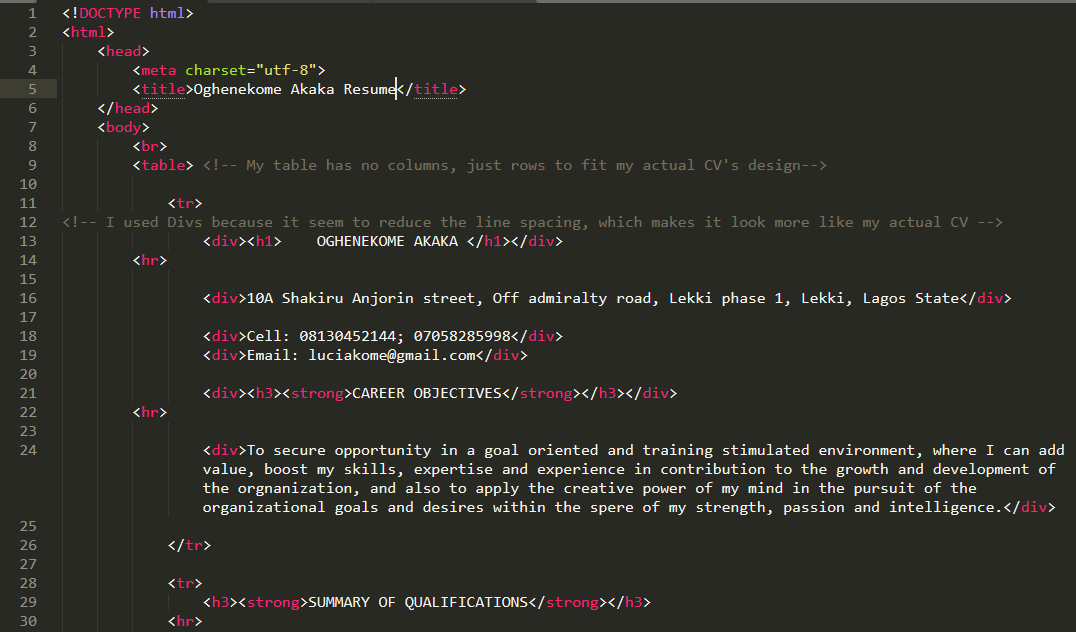 1 <!DOCTYPE html>
2 <html>
3 <head>
4 <meta charset="utf-8">
5 <title>Oghenekome Akaka Resume</title>
6 </head>
7 <body>
8 <br>
9 <table> <!-- My table has no columns, just rows to fit my actual CV's design-->
10
11 <tr>
12 <!-- I used Divs because it seem to reduce the line spacing, which makes it look more like my actual CV -->
13 <div><h1>    OGHENEKOME AKAKA </h1></div>
14 <hr>
15
16 <div>10A Shakiru Anjorin street, Off admiralty road, Lekki phase 1, Lekki, Lagos State</div>
17
18 <div>Cell: 08130452144; 07058285998</div>
19 <div>Email: luciakome@gmail.com</div>
20
21 <div><h3><strong>CAREER OBJECTIVES</strong></h3></div>
22 <hr>
23
24 <div>To secure opportunity in a goal oriented and training stimulated environment, where I can add
value, boost my skills, expertise and experience in contribution to the growth and development of
the orgnanization, and also to apply the creative power of my mind in the pursuit of the
organizational goals and desires within the spere of my strength, passion and intelligence.</div>
25
26 </tr>
27
28 <tr>
29 <h3><strong>SUMMARY OF QUALIFICATIONS</strong></h3>
30 <hr>